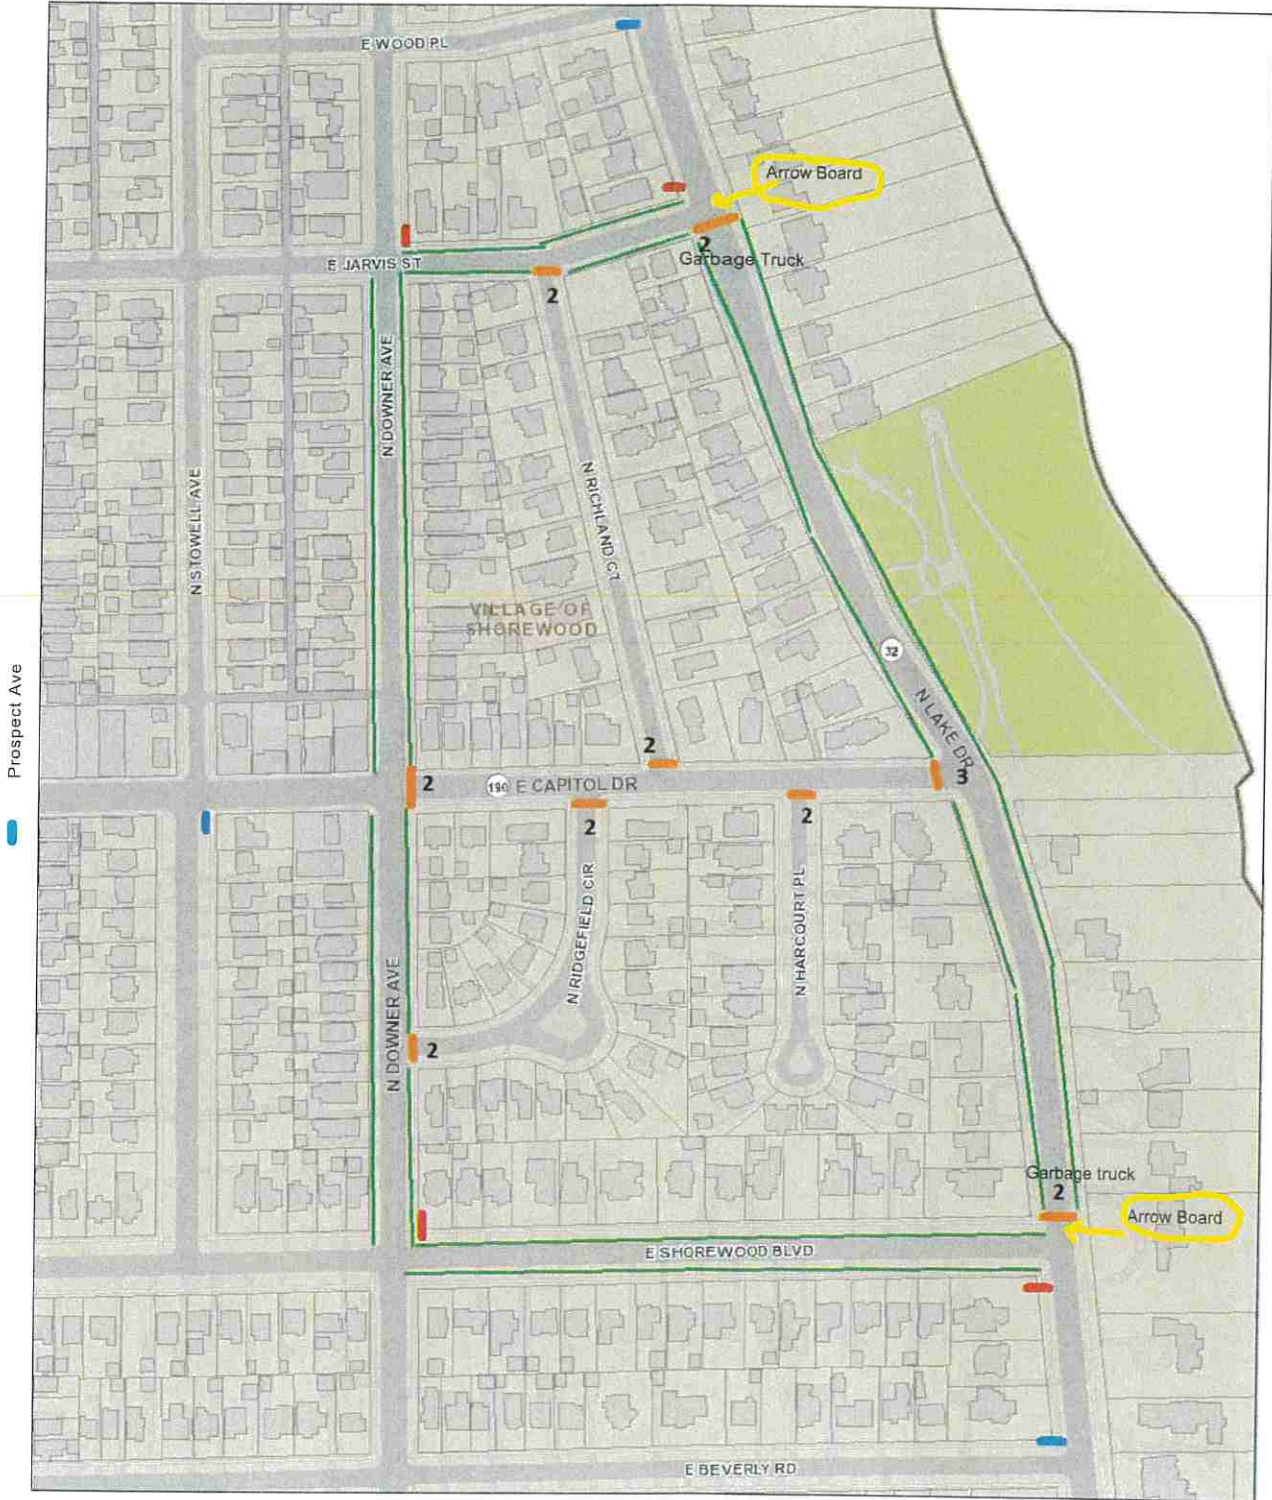 E WOOD PL
Arrow Board
2
Garbage Truck
E JARVIS ST
2
N DOWNER AVE
N STOWELL AVE
N RICHLAND CT
VILLAGE OF
SHOREWOOD
32
N LAKE DR
Prospect Ave
2
3
2
190 E CAPITOL DR
2
2
N RIDGEFIELD CIR
N HARCOURT PL
N DOWNER AVE
2
Garbage truck
2
Arrow Board
E SHOREWOOD BLVD
E BEVERLY RD